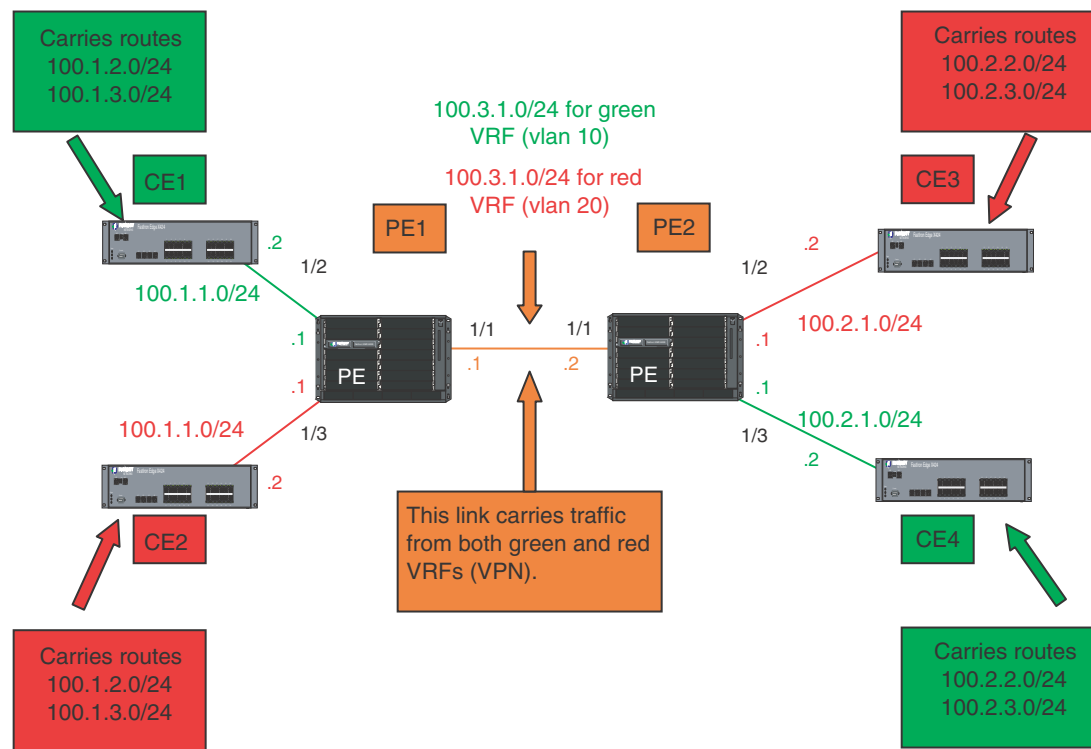 Carries routes
100.1.2.0/24
100.1.3.0/24
Carries routes
100.2.2.0/24
100.2.3.0/24
100.3.1.0/24 for green
VRF (vlan 10)
100.3.1.0/24 for red
VRF (vlan 20)
CE1
CE3
PE1
PE2
.2
1/2
100.1.1.0/24
.2
1/2
100.2.1.0/24
.1
.1
PE
1/1
.1
1/1
.2
PE
.1
.1
100.1.1.0/24
1/3
.2
100.2.1.0/24
1/3
.2
CE2
This link carries traffic
from both green and red
VRFs (VPN).
CE4
Carries routes
100.1.2.0/24
100.1.3.0/24
Carries routes
100.2.2.0/24
100.2.3.0/24